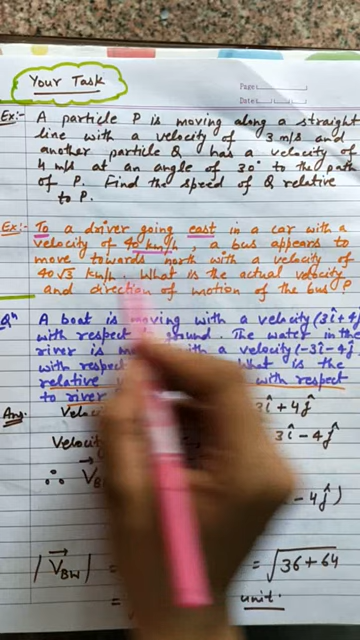 Your Task
Page:
Date:
Ex:- A particle P is moving along a straight
line with a velocity of 3 m/s and
another particle Q has a velocity of
4 m/s at an angle of 30° to the path
of P. Find the speed of Q relative
to P.
Ex:- To a driver going east in a car with a
velocity of 40 km/h, a bus appears to
move towards north with a velocity of
40√3 km/h. What is the actual velocity
and direction of motion of the bus?
Qⁿ A boat is moving with a velocity (3î+4
with respect ground. The water in the
river is with a velocity (-3î-4ĵ
with respect What is the
relative with respect
to river
Ans: 3î+4ĵ
3î-4ĵ
∴ V
-4ĵ)
|V⃗BW| = = √36+64
= unit.